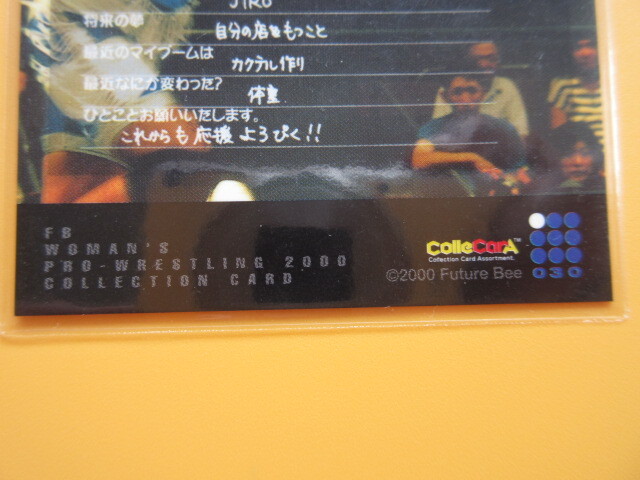 JIRO
将来の夢
自分の店をもつこと
最近のマイブームは
カクテル作り
最近なにか変わった?
体重
ひとことお願いいたします。
これからも応援よろぴく!!
FB
WOMAN'S
PRO-WRESTLING 2000
COLLECTION CARD
ColleCarA™
Collection Card Assortment.
©2000 Future Bee
030